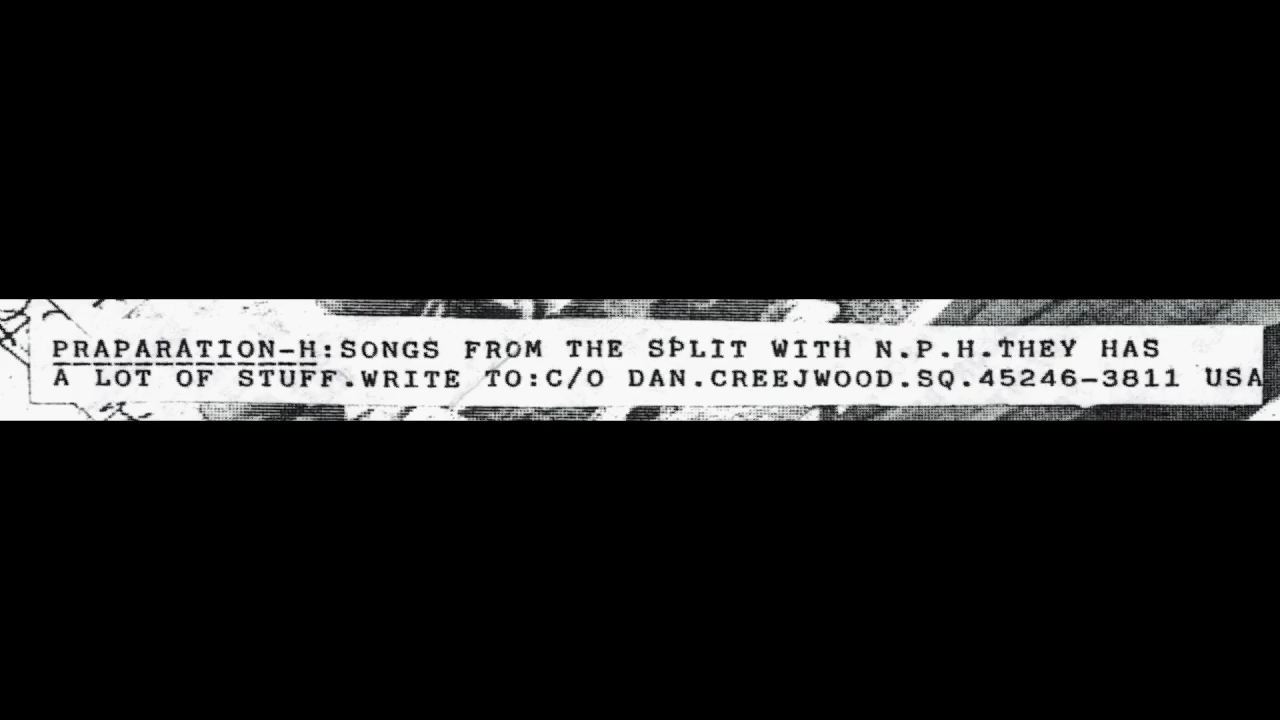 PRAPARATION-H:SONGS FROM THE SPLIT WITH N.P.H.THEY HAS
A LOT OF STUFF.WRITE TO:C/O DAN.CREEJWOOD.SQ.45246-3811 USA